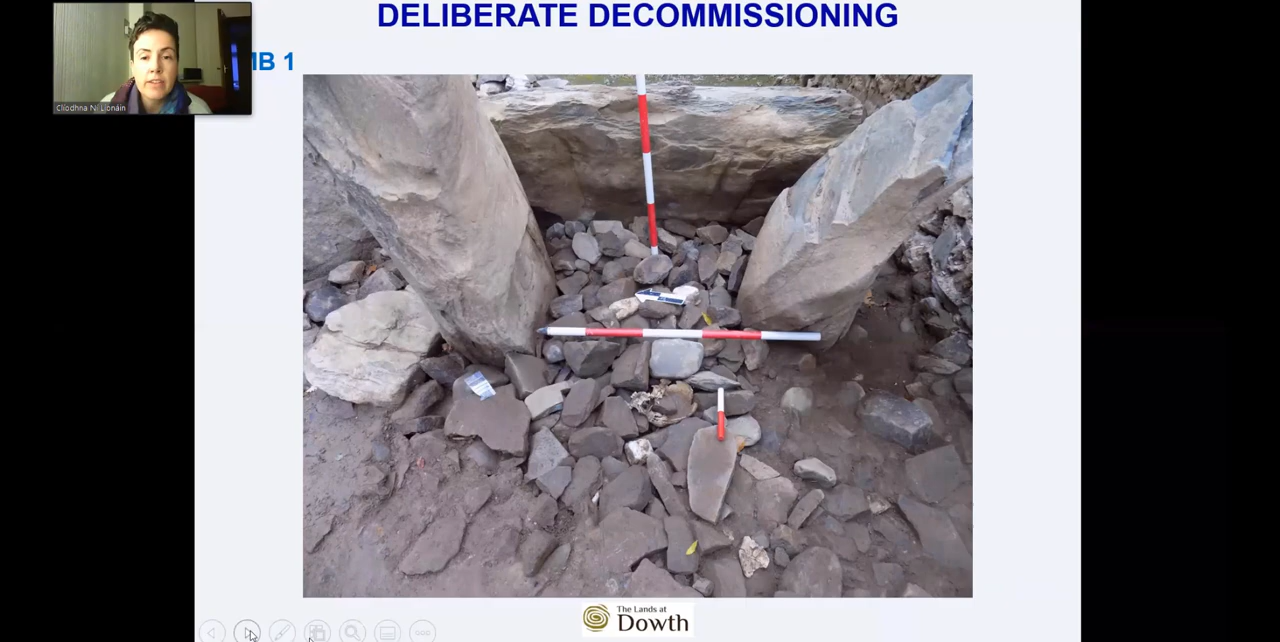 DELIBERATE DECOMMISSIONING
MB 1
Clíodhna Ní Lionáin
The Lands at
Dowth